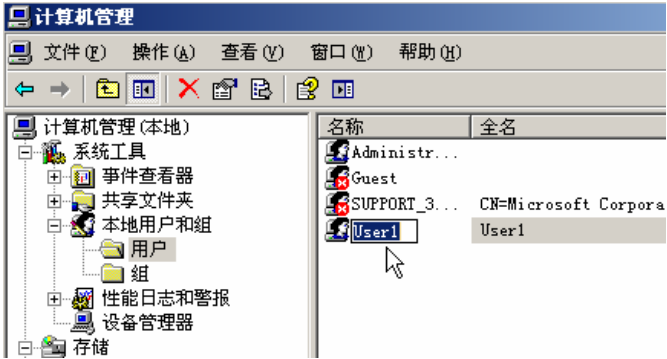 计算机管理
文件(F) 操作(A) 查看(V) 窗口(W) 帮助(H)
计算机管理(本地)
系统工具
事件查看器
共享文件夹
本地用户和组
用户
组
性能日志和警报
设备管理器
存储
名称 全名
Administr...
Guest
SUPPORT_3... CN=Microsoft Corpora
User1 User1